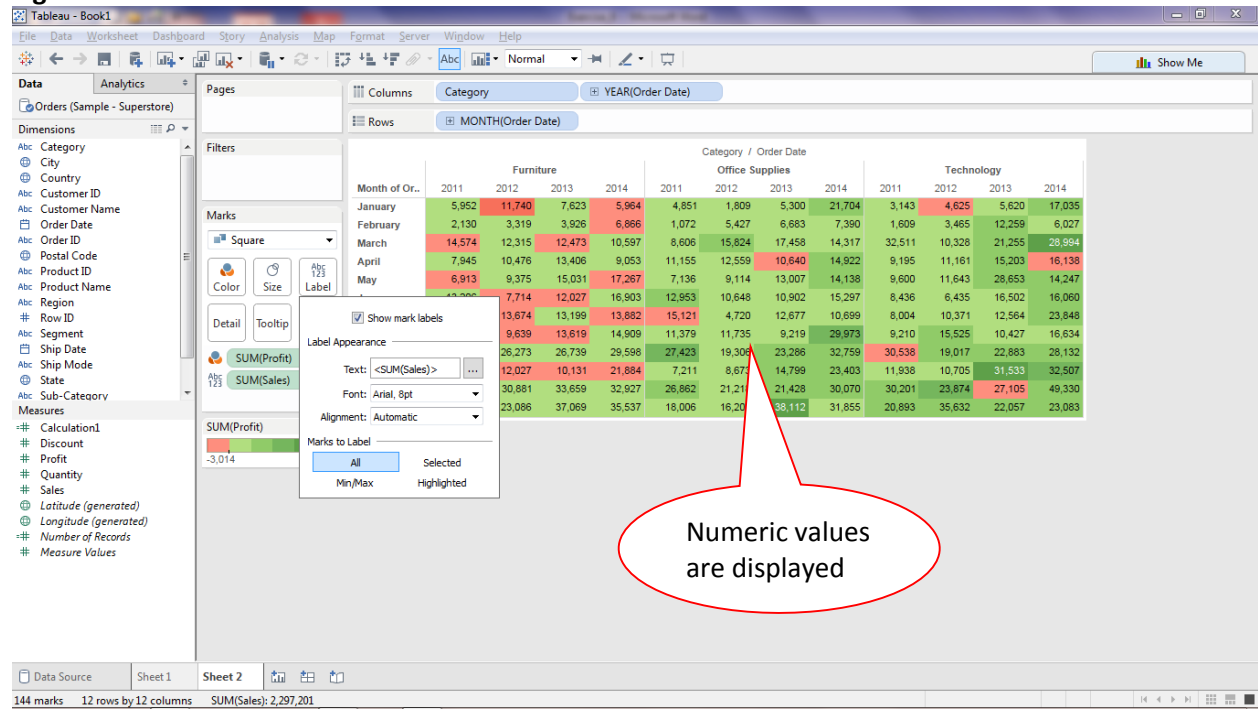 Tableau - Book1
File Data Worksheet Dashboard Story Analysis Map Format Server Window Help
Abc Normal Show Me
Data Analytics
Pages
Columns Category YEAR(Order Date)
Orders (Sample - Superstore)
Rows MONTH(Order Date)
Dimensions
Filters
Category / Order Date
Furniture Office Supplies Technology
Month of Or.. 2011 2012 2013 2014 2011 2012 2013 2014 2011 2012 2013 2014
January 5,952 11,740 7,623 5,964 4,851 1,809 5,300 21,704 3,143 4,625 5,620 17,035
February 2,130 3,319 3,926 6,866 1,072 5,427 6,683 7,390 1,609 3,465 12,259 6,027
March 14,574 12,315 12,473 10,597 8,606 15,824 17,458 14,317 32,511 10,328 21,255 28,994
April 7,945 10,476 13,406 9,053 11,155 12,559 10,640 14,922 9,195 11,161 15,203 16,138
May 6,913 9,375 15,031 17,267 7,136 9,114 13,007 14,138 9,600 11,643 28,653 14,247
7,714 12,027 16,903 12,953 10,648 10,902 15,297 8,436 6,435 16,502 16,060
13,674 13,199 13,882 15,121 4,720 12,677 10,699 8,004 10,371 12,564 23,848
9,639 13,619 14,909 11,379 11,735 9,219 29,973 9,210 15,525 10,427 16,634
26,273 26,739 29,598 27,423 19,306 23,286 32,759 30,538 19,017 22,883 28,132
12,027 10,131 21,884 7,211 8,673 14,799 23,403 11,938 10,705 31,533 32,507
30,881 33,659 32,927 26,862 21,218 21,428 30,070 30,201 23,874 27,105 49,330
23,086 37,069 35,537 18,006 16,202 38,112 31,855 20,893 35,632 22,057 23,083
Abc Category
City
Country
Abc Customer ID
Abc Customer Name
Order Date
Abc Order ID
Postal Code
Abc Product ID
Abc Product Name
Abc Region
# Row ID
Abc Segment
Ship Date
Abc Ship Mode
State
Abc Sub-Category
Measures
=# Calculation1
# Discount
# Profit
# Quantity
# Sales
Latitude (generated)
Longitude (generated)
=# Number of Records
# Measure Values
Marks
Square
Abc
123
Color Size Label
Detail Tooltip
SUM(Profit)
Abc
123 SUM(Sales)
SUM(Profit)
-3,014
Show mark labels
Label Appearance
Text: <SUM(Sales)> ...
Font: Arial, 8pt
Alignment: Automatic
Marks to Label
All Selected
Min/Max Highlighted
Numeric values
are displayed
Data Source Sheet 1 Sheet 2
144 marks 12 rows by 12 columns SUM(Sales): 2,297,201